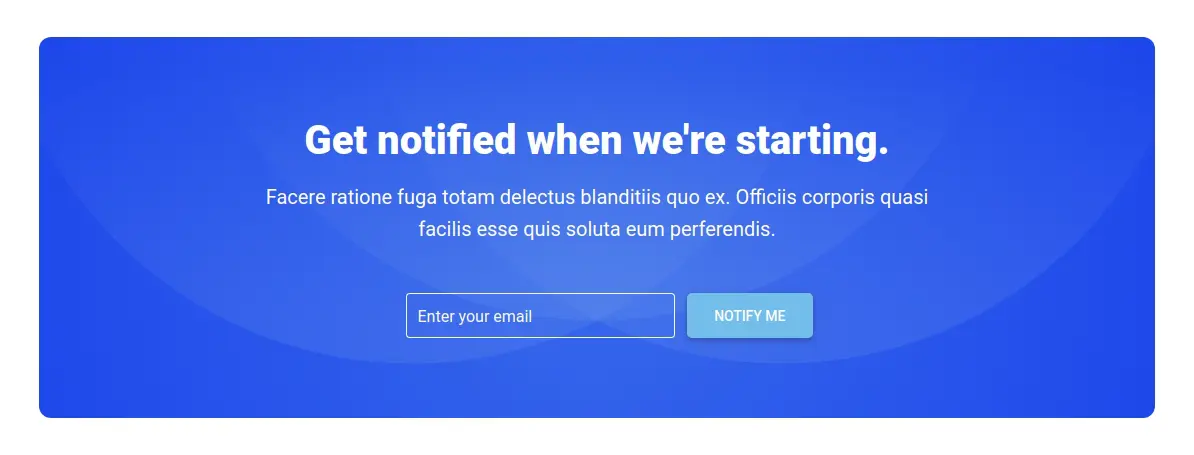 Get notified when we're starting.
Facere ratione fuga totam delectus blanditiis quo ex. Officiis corporis quasi
facilis esse quis soluta eum perferendis.
Enter your email
NOTIFY ME